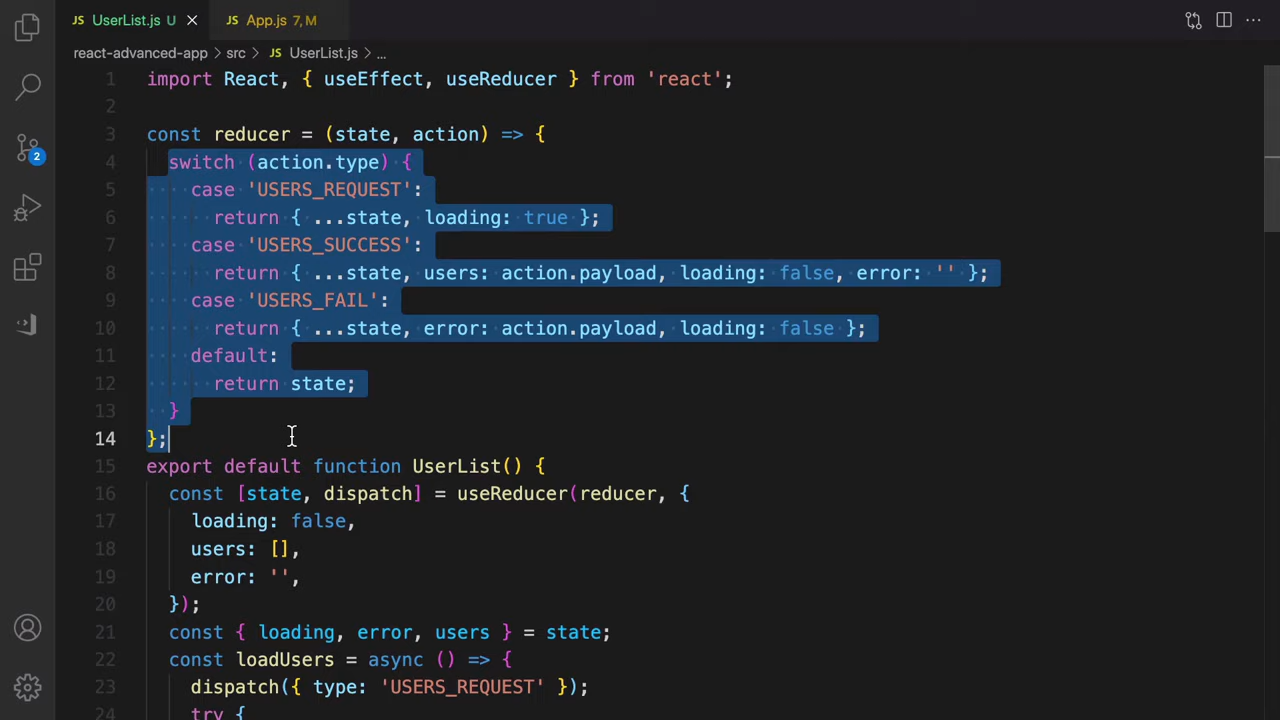 UserList.js U
App.js 7, M
react-advanced-app > src > UserList.js > ...
2
1 import React, { useEffect, useReducer } from 'react';
2
3 const reducer = (state, action) => {
4 switch (action.type) {
5 case 'USERS_REQUEST':
6 return { ...state, loading: true };
7 case 'USERS_SUCCESS':
8 return { ...state, users: action.payload, loading: false, error: '' };
9 case 'USERS_FAIL':
10 return { ...state, error: action.payload, loading: false };
11 default:
12 return state;
13 }
14 };
15 export default function UserList() {
16 const [state, dispatch] = useReducer(reducer, {
17 loading: false,
18 users: [],
19 error: '',
20 });
21 const { loading, error, users } = state;
22 const loadUsers = async () => {
23 dispatch({ type: 'USERS_REQUEST' });
24 try {